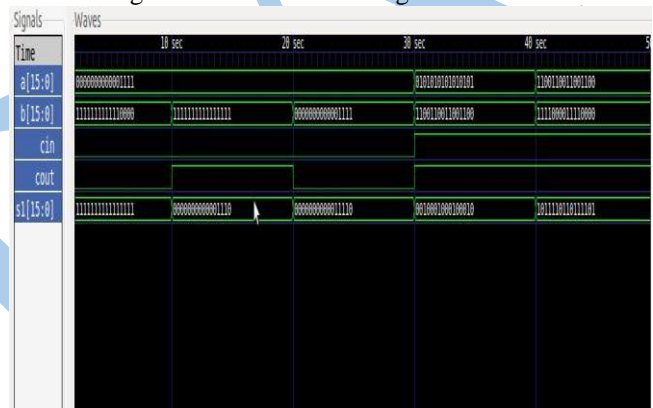 Signals Waves
Time 10 sec 20 sec 30 sec 40 sec
a[15:0] 0000000000001111 0101010101010101 1100110011001100
b[15:0] 1111111111110000 1111111111111111 0000000000001111 1100110011001100 1111000011110000
cin
cout
s1[15:0] 1111111111111111 0000000000001110 0000000000011110 0010001000100010 1011110110111101